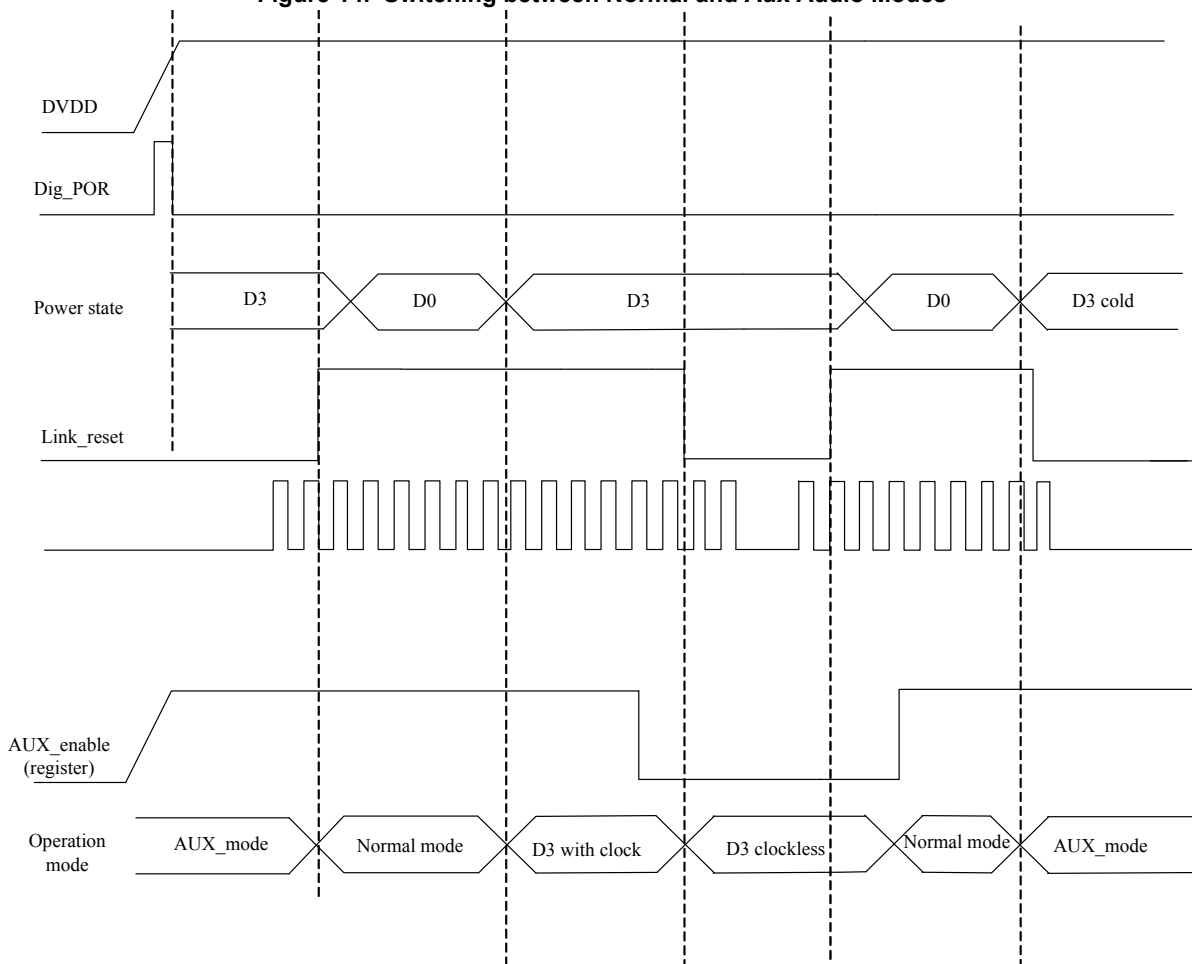 Figure Switching between Normal and Aux Audio Modes
DVDD
Dig_POR
Power state
D3
D0
D3
D0
D3 cold
Link_reset
AUX_enable
(register)
Operation
mode
AUX_mode
Normal mode
D3 with clock
D3 clockless
Normal mode
AUX_mode